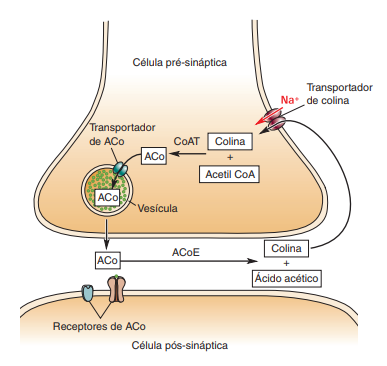 Célula pré-sináptica
Transportador
de colina
Na+
Transportador
de ACo
CoAT
Colina
+
Acetil CoA
ACo
ACo
Vesícula
ACo
ACoE
Colina
+
Ácido acético
Receptores de ACo
Célula pós-sináptica